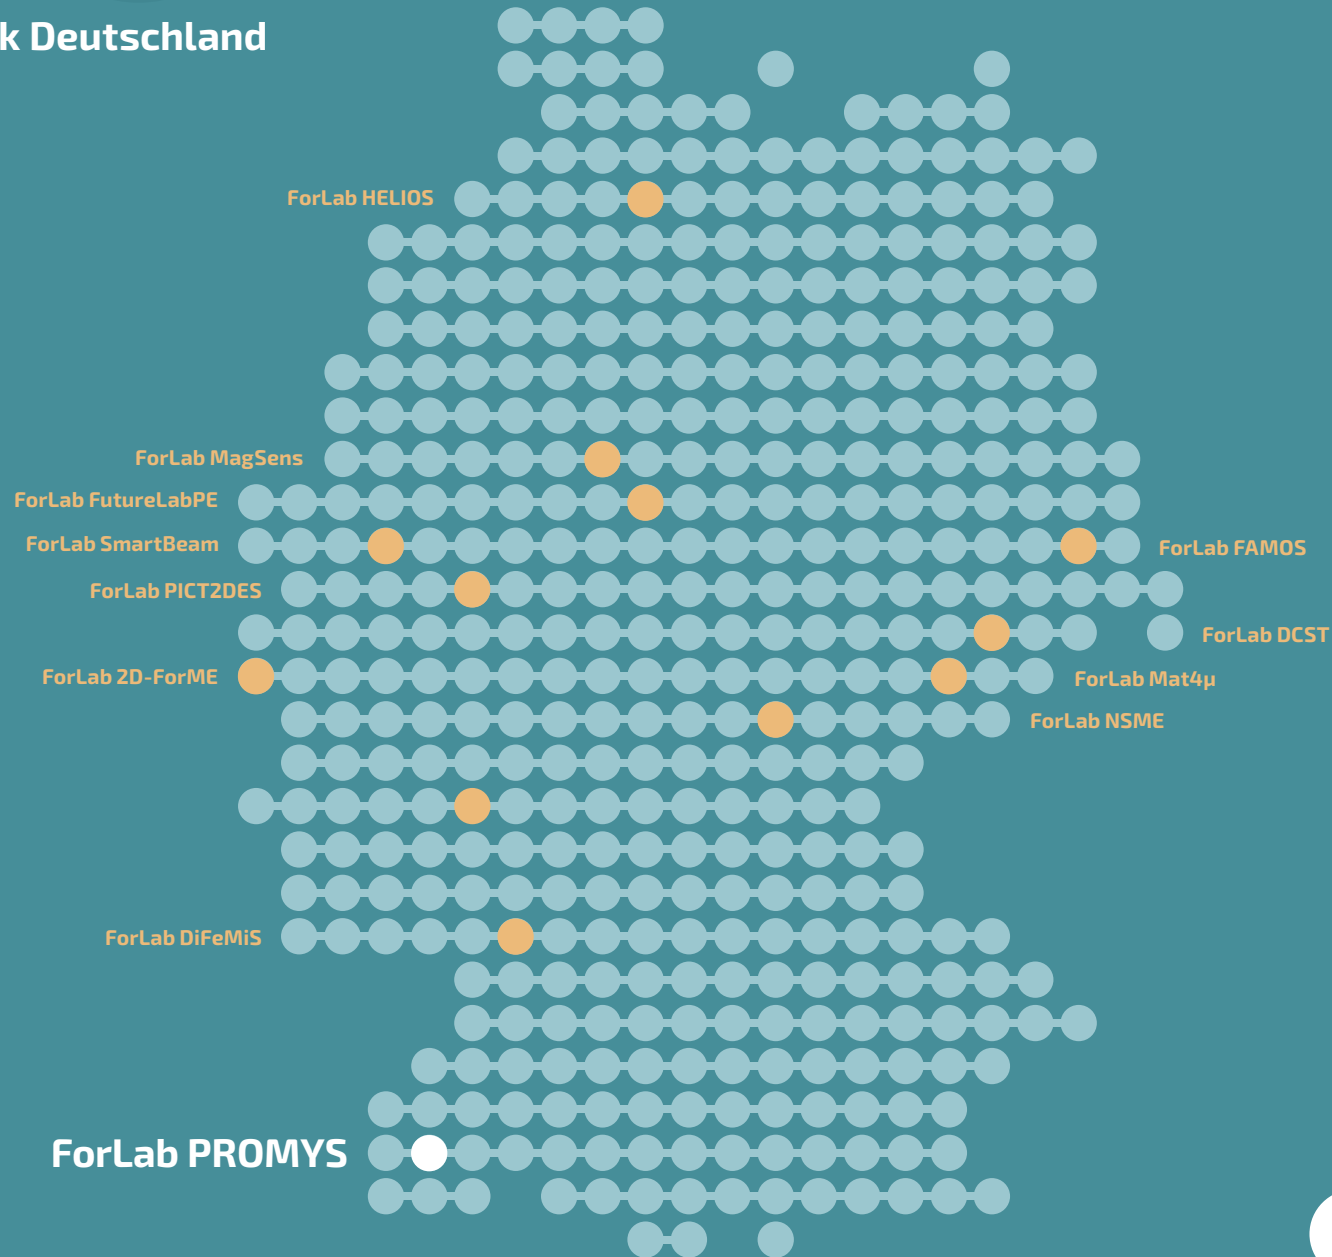 k Deutschland
ForLab HELIOS
ForLab MagSens
ForLab FutureLabPE
ForLab SmartBeam
ForLab FAMOS
ForLab PICT2DES
ForLab DCST
ForLab 2D-ForME
ForLab Mat4µ
ForLab NSME
ForLab DiFeMiS
ForLab PROMYS